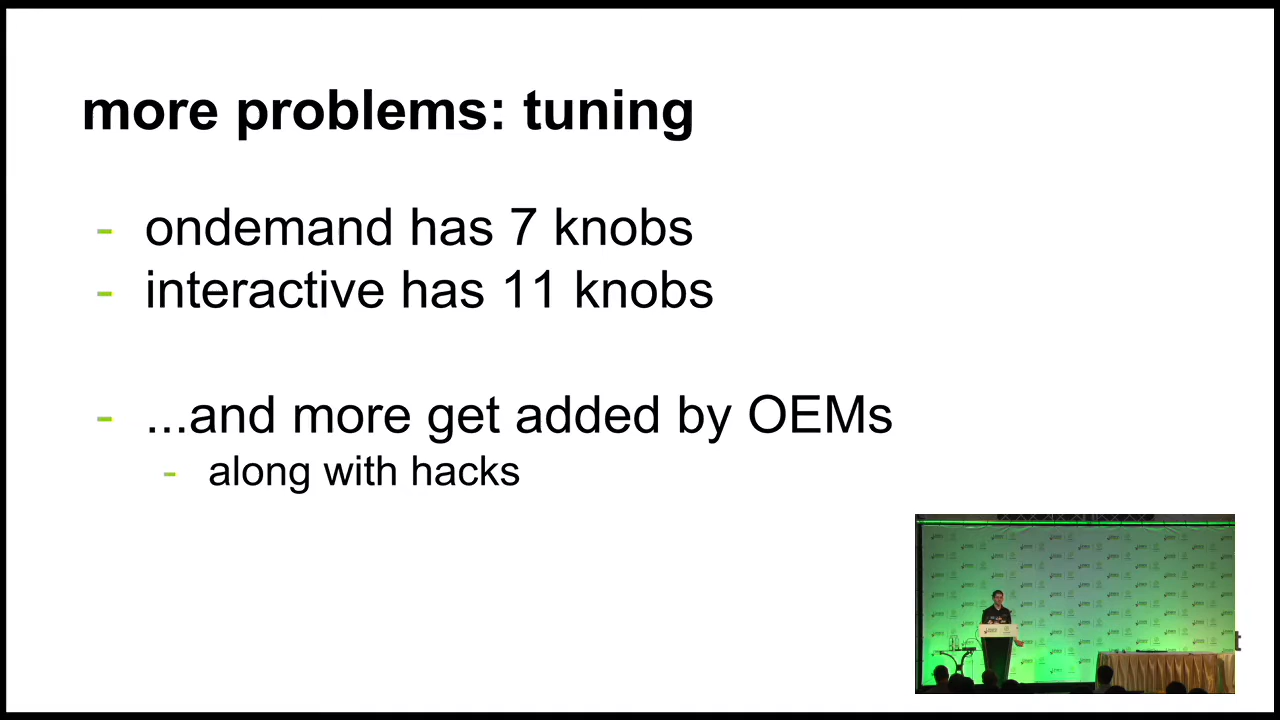 more problems: tuning
- ondemand has 7 knobs
- interactive has 11 knobs
- ...and more get added by OEMs
- along with hacks
t